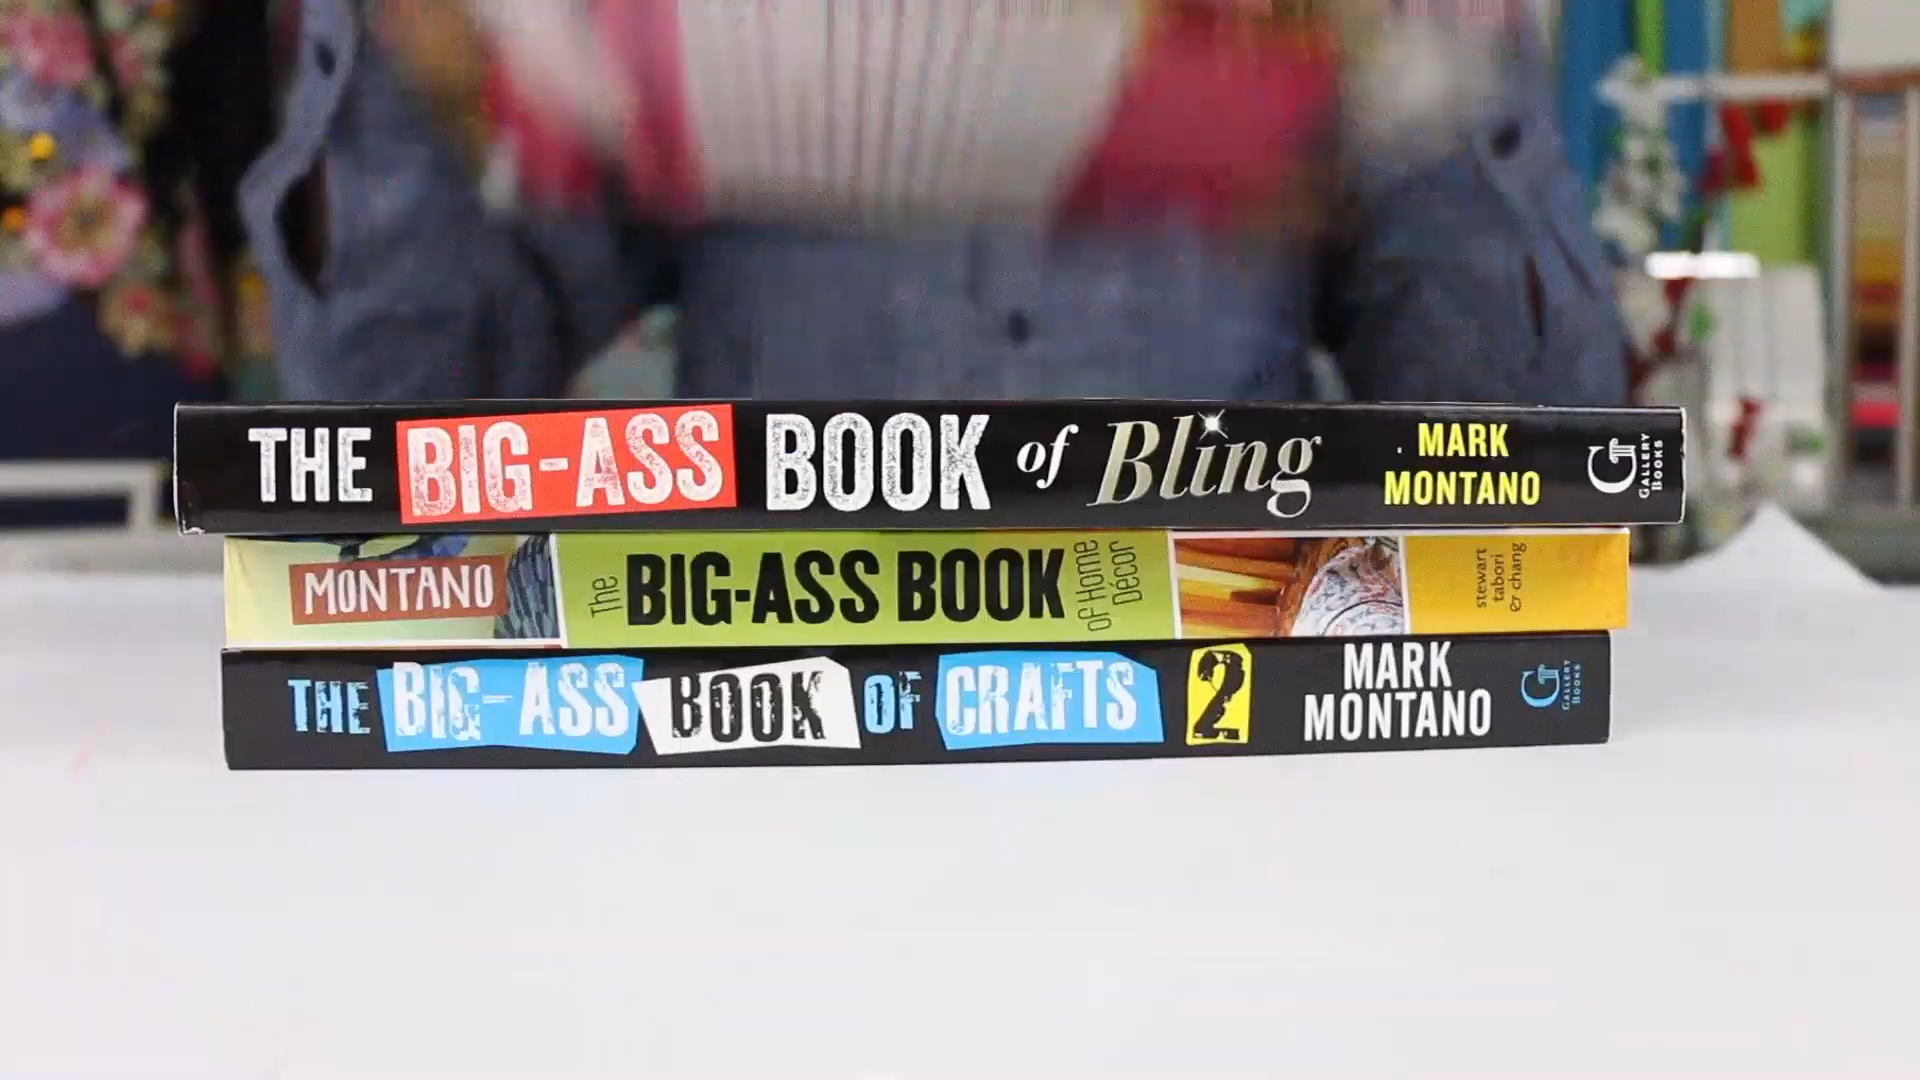 THE BIG-ASS BOOK of Bling
MARK
MONTANO
GALLERY
BOOKS
MONTANO
The BIG-ASS BOOK of Home
Décor
stewart
tabori
& chang
THE BIG-ASS BOOK OF CRAFTS 2
MARK
MONTANO
GALLERY
BOOKS